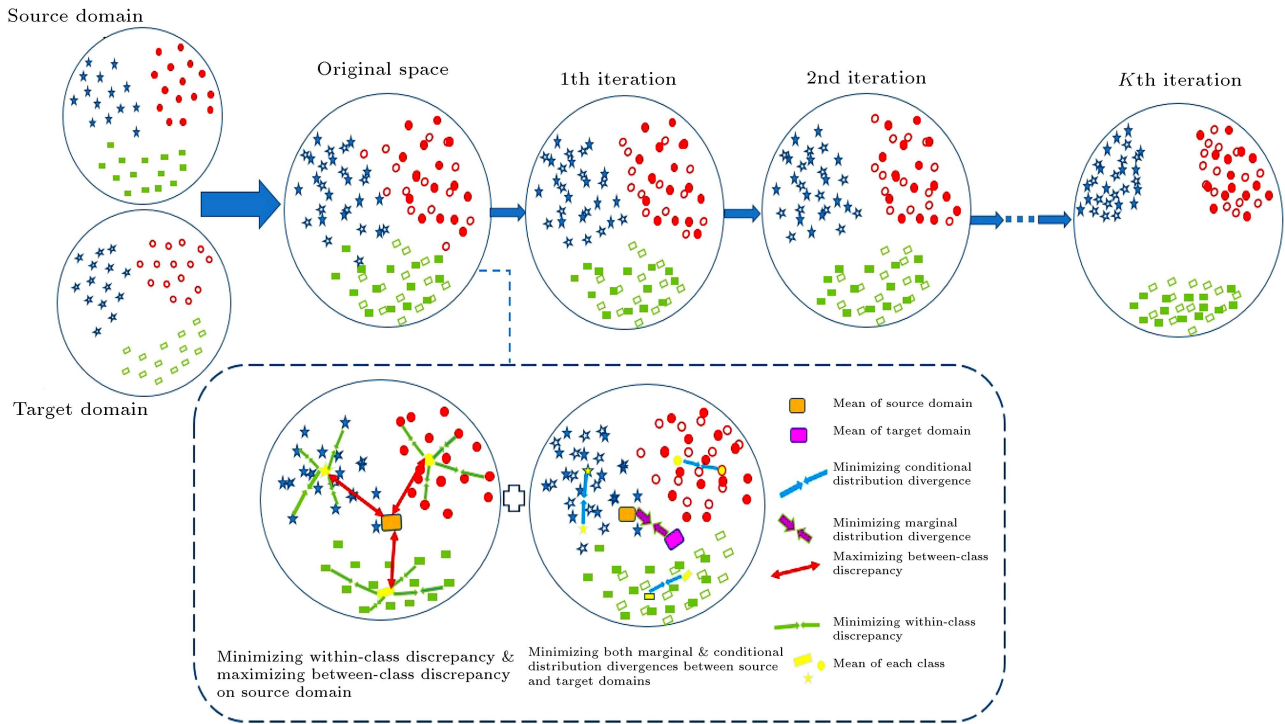 Source domain
Original space
1th iteration
2nd iteration
Kth iteration
Target domain
Mean of source domain
Mean of target domain
Minimizing conditional
distribution divergence
Minimizing marginal
distribution divergence
Maximizing between-class
discrepancy
Minimizing within-class
discrepancy
Mean of each class
Minimizing within-class discrepancy &
maximizing between-class discrepancy
on source domain
Minimizing both marginal & conditional
distribution divergences between source
and target domains